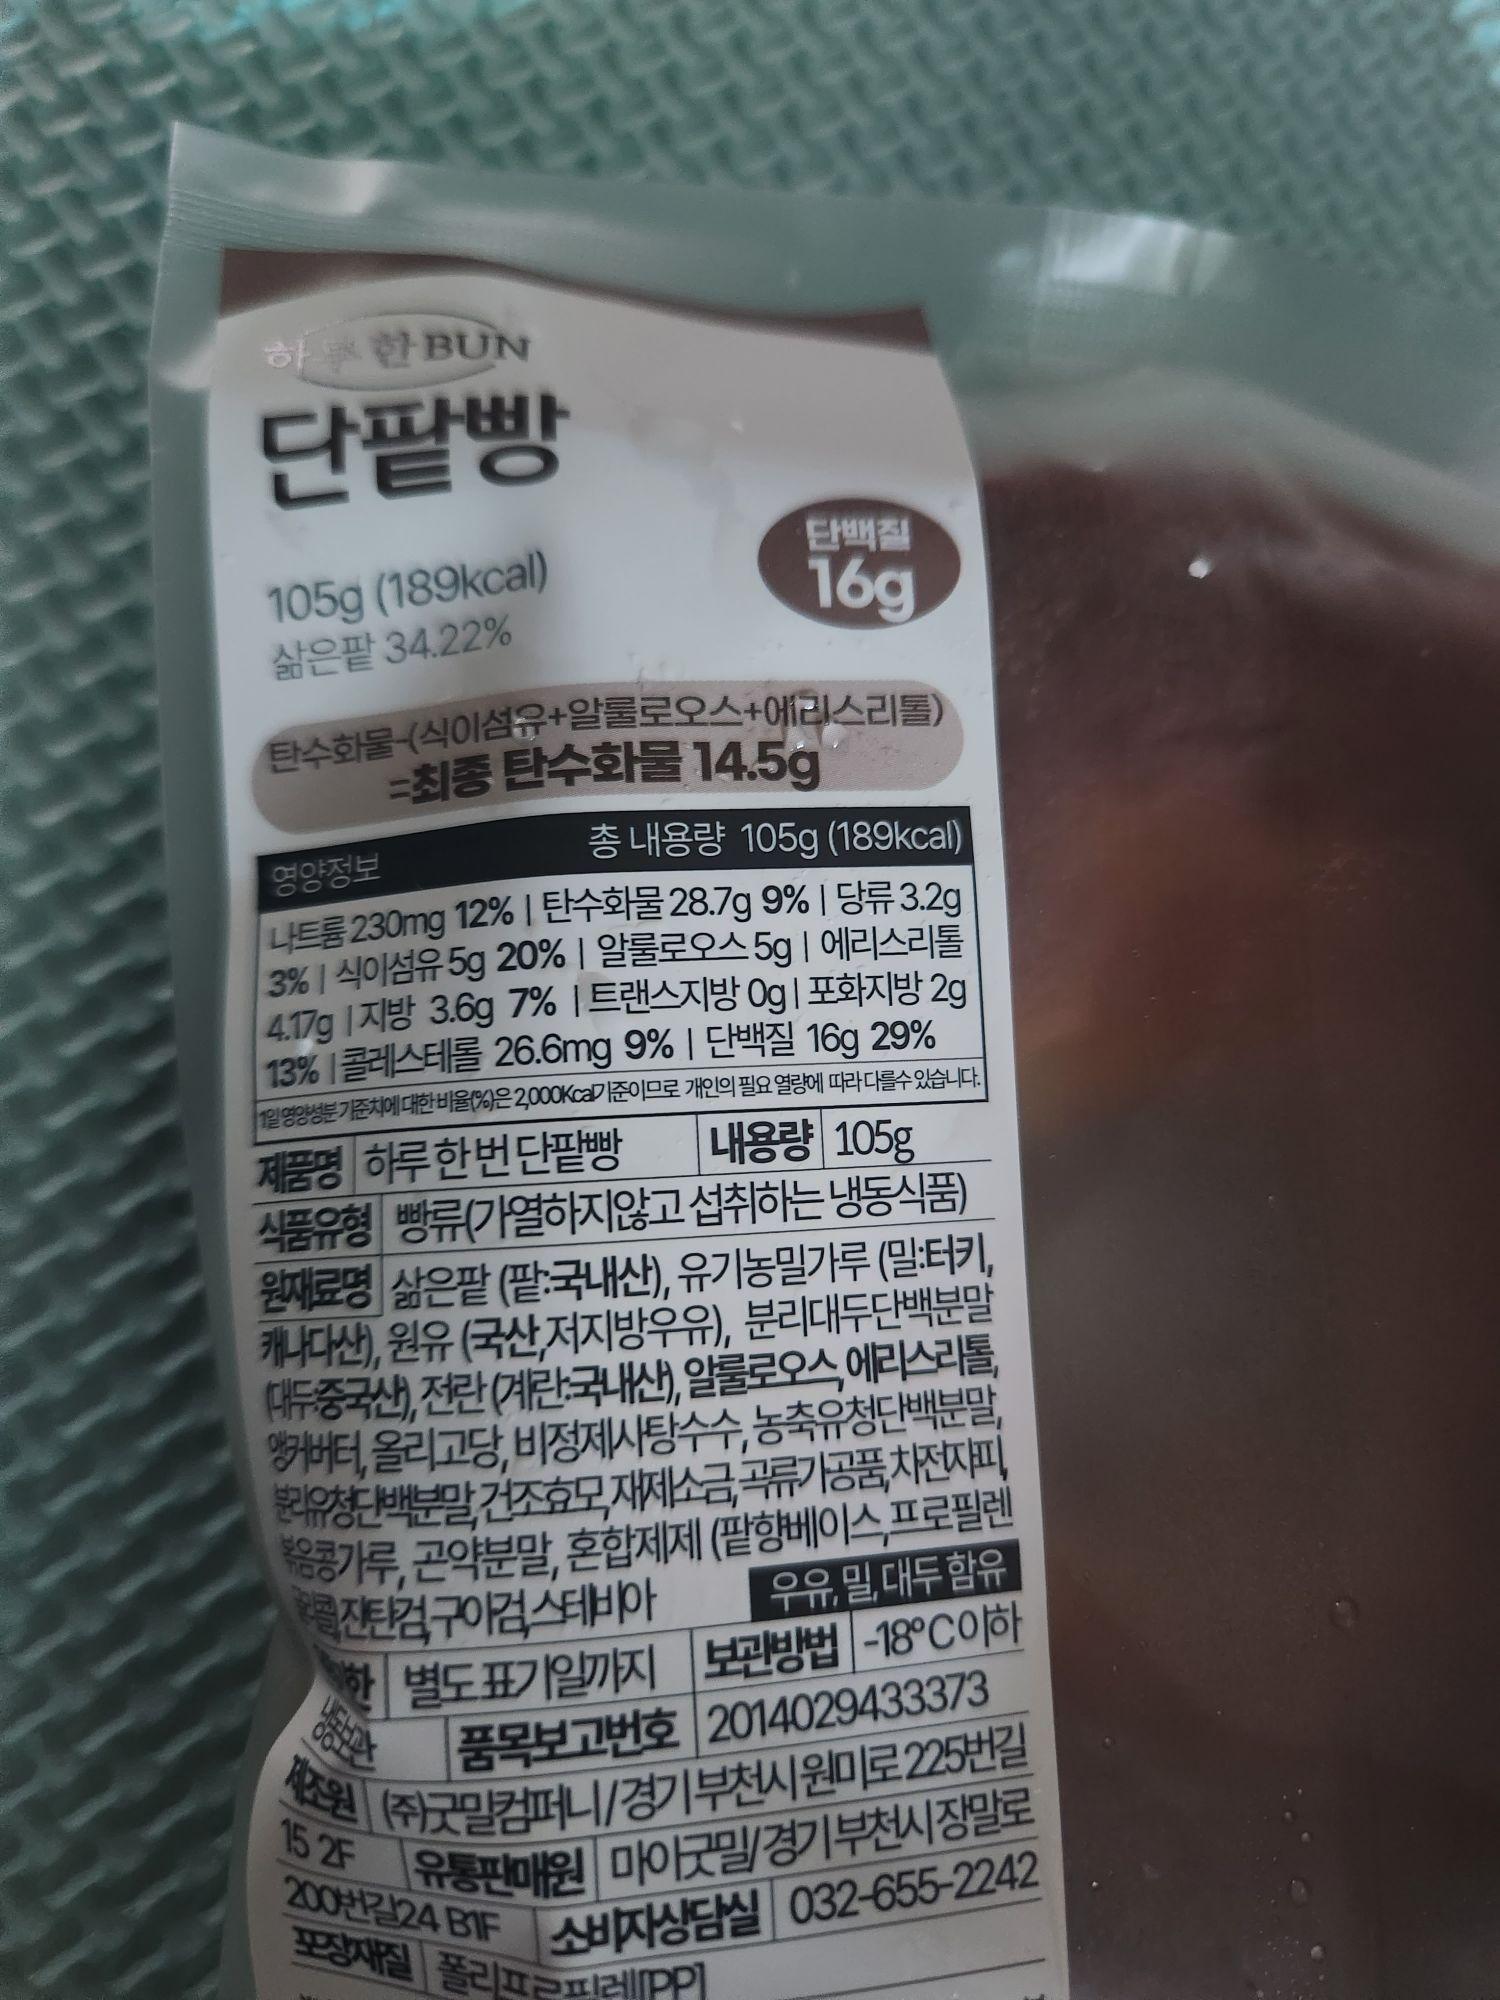 하루한BUN
단팥빵
105g (189kcal)
삶은팥 34.22%
단백질
16g
탄수화물-(식이섬유+알룰로오스+에리스리톨)
=최종 탄수화물 14.5g
영양정보 총 내용량 105g (189kcal)
나트륨 230mg 12% | 탄수화물 28.7g 9% | 당류 3.2g
3% | 식이섬유 5g 20% | 알룰로오스 5g | 에리스리톨
4.17g | 지방 3.6g 7% | 트랜스지방 0g | 포화지방 2g
13% | 콜레스테롤 26.6mg 9% | 단백질 16g 29%
1일 영양성분 기준치에 대한 비율(%)은 2,000Kcal기준이므로 개인의 필요 열량에 따라 다를수 있습니다.
제품명 하루 한 번 단팥빵 내용량 105g
식품유형 빵류(가열하지않고 섭취하는 냉동식품)
원재료명 삶은팥 (팥:국내산), 유기농밀가루 (밀:터키,
캐나다산), 원유 (국산,저지방우유), 분리대두단백분말
(대두:중국산), 전란 (계란:국내산), 알룰로오스, 에리스리톨,
앵커버터, 올리고당, 비정제사탕수수, 농축유청단백분말,
분리유청단백분말, 건조효모, 재제소금, 곡류가공품, 차전자피,
볶음콩가루, 곤약분말, 혼합제제 (팥향베이스, 프로필렌
글리콜, 잔탄검, 구아검, 스테비아 우유, 밀, 대두 함유
별도 표기일까지 보관방법 -18°C이하
냉동보관 품목보고번호 2014029433373
제조원 (주)굿밀컴퍼니/경기 부천시 원미로 225번길
15 2F 유통판매원 마이굿밀/경기 부천시 장말로
200번길24 B1F 소비자상담실 032-655-2242
포장재질 폴리프로필렌[PP]